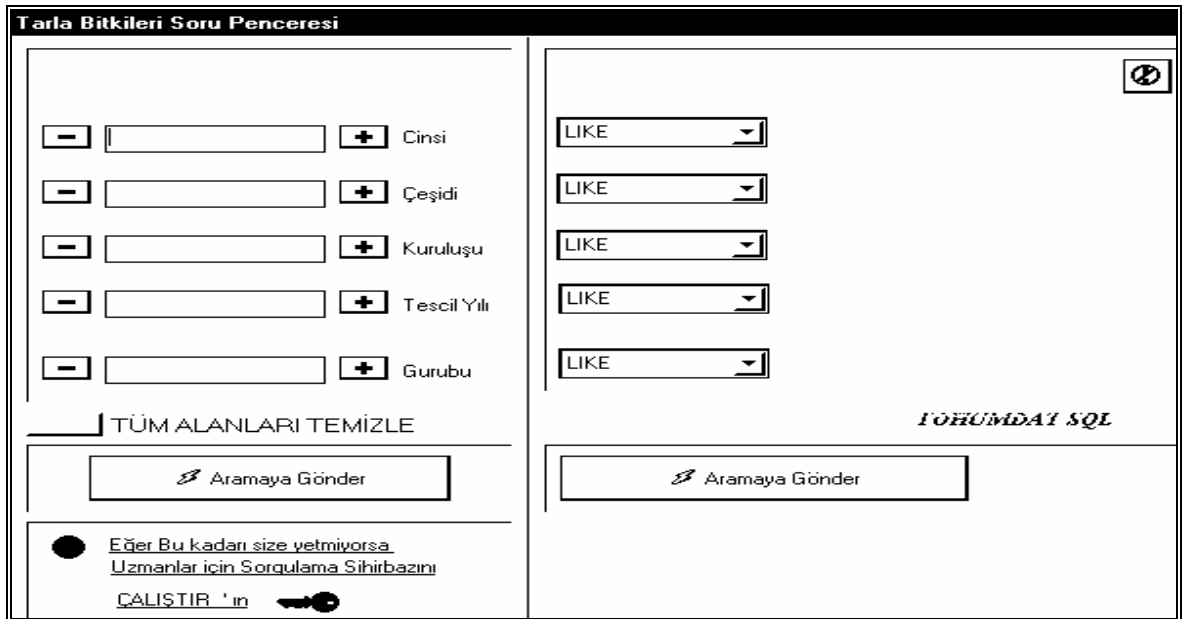 Tarla Bitkileri Soru Penceresi
Cinsi
LIKE
Çeşidi
LIKE
Kuruluşu
LIKE
Tescil Yılı
LIKE
Gurubu
LIKE
TÜM ALANLARI TEMİZLE
TOHUMDAT SQL
Aramaya Gönder
Aramaya Gönder
Eğer Bu kadarı size yetmiyorsa
Uzmanlar için Sorgulama Sihirbazını
ÇALIŞTIR 'ın